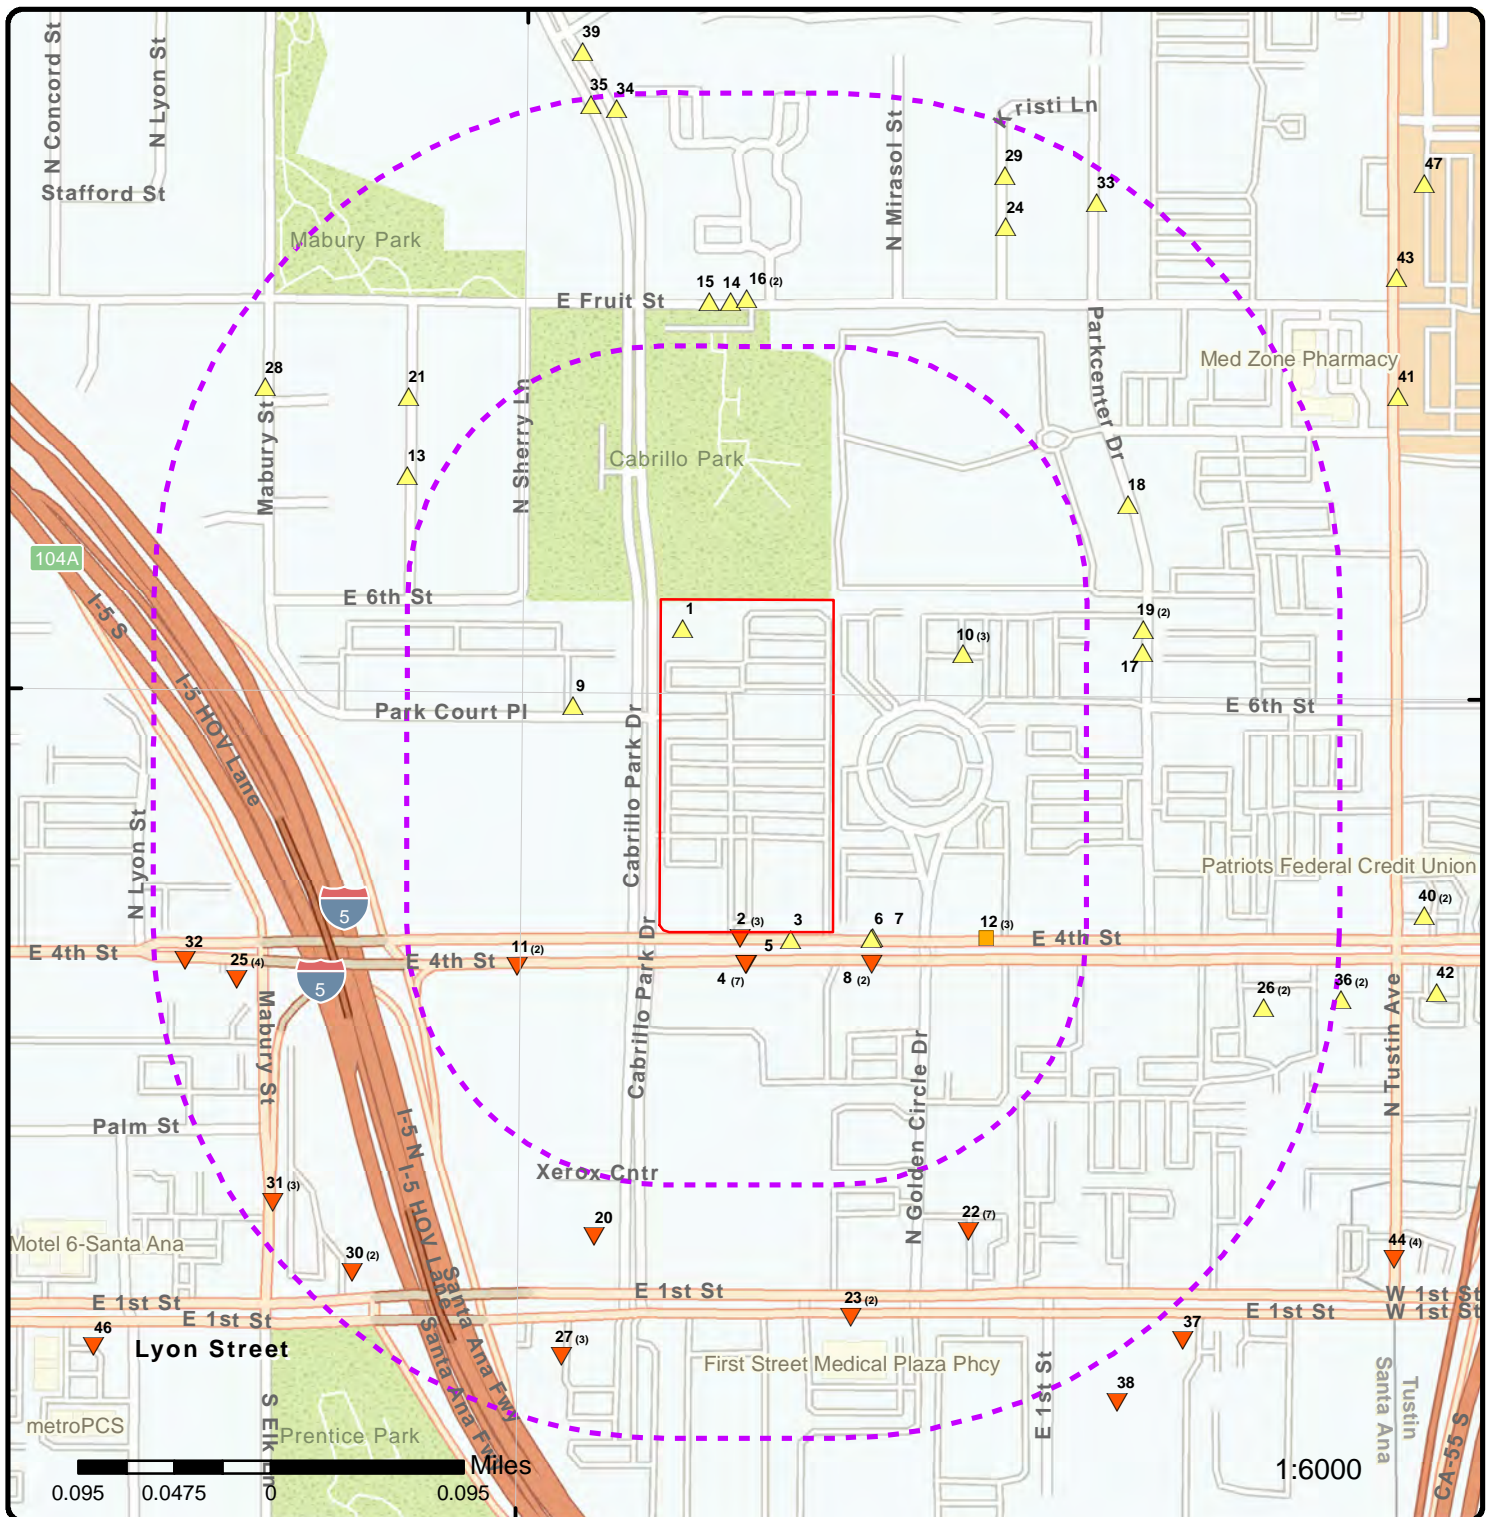 39
35
34
N Concord St
N Lyon St
Kristi Ln
N Mirasol St
29
33
47
Stafford St
24
Mabury Park
43
15
14
16 (2)
E Fruit St
Parkcenter Dr
Med Zone Pharmacy
28
21
41
Mabury St
N Sherry Ln
Cabrillo Park
13
18
104A
E 6th St
I-5 S
1
19 (2)
10 (3)
17
I-5 HOV Lane
9
Park Court Pl
E 6th St
Cabrillo Park Dr
N Lyon St
Patriots Federal Credit Union
5
40 (2)
2 (3)
3
6
7
12 (3)
E 4th St
32
E 4th St
25 (4)
E 4th St
11 (2)
5
4 (7)
8 (2)
5
26 (2)
36 (2)
42
Cabrillo Park Dr
Mabury St
N Tustin Ave
N Golden Circle Dr
Palm St
I-5 N
Xerox Cntr
31 (3)
I-5 HOV Lane
20
22 (7)
Motel 6-Santa Ana
30 (2)
44 (4)
E 1st St
E 1st St
W 1st St
E 1st St
23 (2)
E 1st St
W 1st St
46
Lyon Street
27 (3)
37
First Street Medical Plaza Phcy
Santa Ana Fwy
Santa Ana Fwy
E 1st St
38
Santa Ana
Tustin
S Elk Ln
metroPCS
Prentice Park
CA-55 S
Miles
1:6000
0.095
0.0475
0
0.095